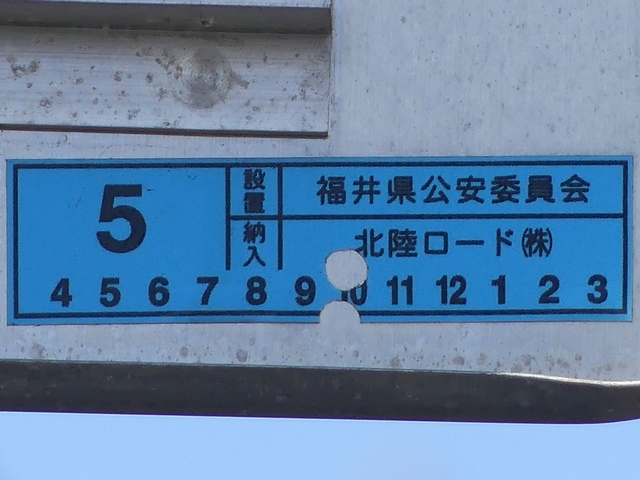 5
設置 福井県公安委員会
納入 北陸ロード㈱
4 5 6 7 8 9 10 11 12 1 2 3